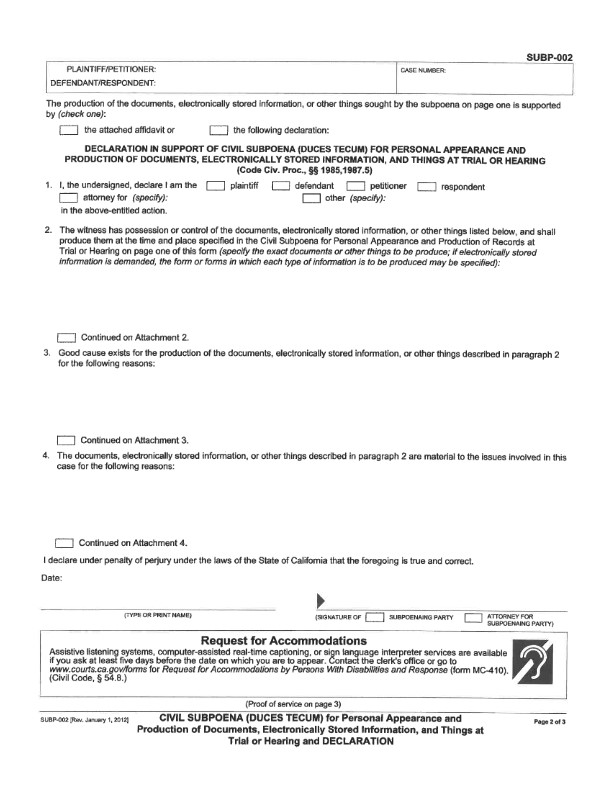 SUBP-002
PLAINTIFF/PETITIONER:
CASE NUMBER:
DEFENDANT/RESPONDENT:
The production of the documents, electronically stored information, or other things sought by the subpoena on page one is supported
by (check one):
the attached affidavit or the following declaration:
DECLARATION IN SUPPORT OF CIVIL SUBPOENA (DUCES TECUM) FOR PERSONAL APPEARANCE AND
PRODUCTION OF DOCUMENTS, ELECTRONICALLY STORED INFORMATION, AND THINGS AT TRIAL OR HEARING
(Code Civ. Proc., §§ 1985,1987.5)
1. I, the undersigned, declare I am the plaintiff defendant petitioner respondent
attorney for (specify): other (specify):
in the above-entitled action.
2. The witness has possession or control of the documents, electronically stored information, or other things listed below, and shall
produce them at the time and place specified in the Civil Subpoena for Personal Appearance and Production of Records at
Trial or Hearing on page one of this form (specify the exact documents or other things to be produce; if electronically stored
information is demanded, the form or forms in which each type of information is to be produced may be specified):
Continued on Attachment 2.
3. Good cause exists for the production of the documents, electronically stored information, or other things described in paragraph 2
for the following reasons:
Continued on Attachment 3.
4. The documents, electronically stored information, or other things described in paragraph 2 are material to the issues involved in this
case for the following reasons:
Continued on Attachment 4.
I declare under penalty of perjury under the laws of the State of California that the foregoing is true and correct.
Date:
(TYPE OR PRINT NAME) (SIGNATURE OF SUBPOENAING PARTY ATTORNEY FOR
SUBPOENAING PARTY)
Request for Accommodations
Assistive listening systems, computer-assisted real-time captioning, or sign language interpreter services are available
if you ask at least five days before the date on which you are to appear. Contact the clerk's office or go to
www.courts.ca.gov/forms for Request for Accommodations by Persons With Disabilities and Response (form MC-410).
(Civil Code, § 54.8.)
(Proof of service on page 3)
SUBP-002 [Rev. January 1, 2012] CIVIL SUBPOENA (DUCES TECUM) for Personal Appearance and Page 2 of 3
Production of Documents, Electronically Stored Information, and Things at
Trial or Hearing and DECLARATION